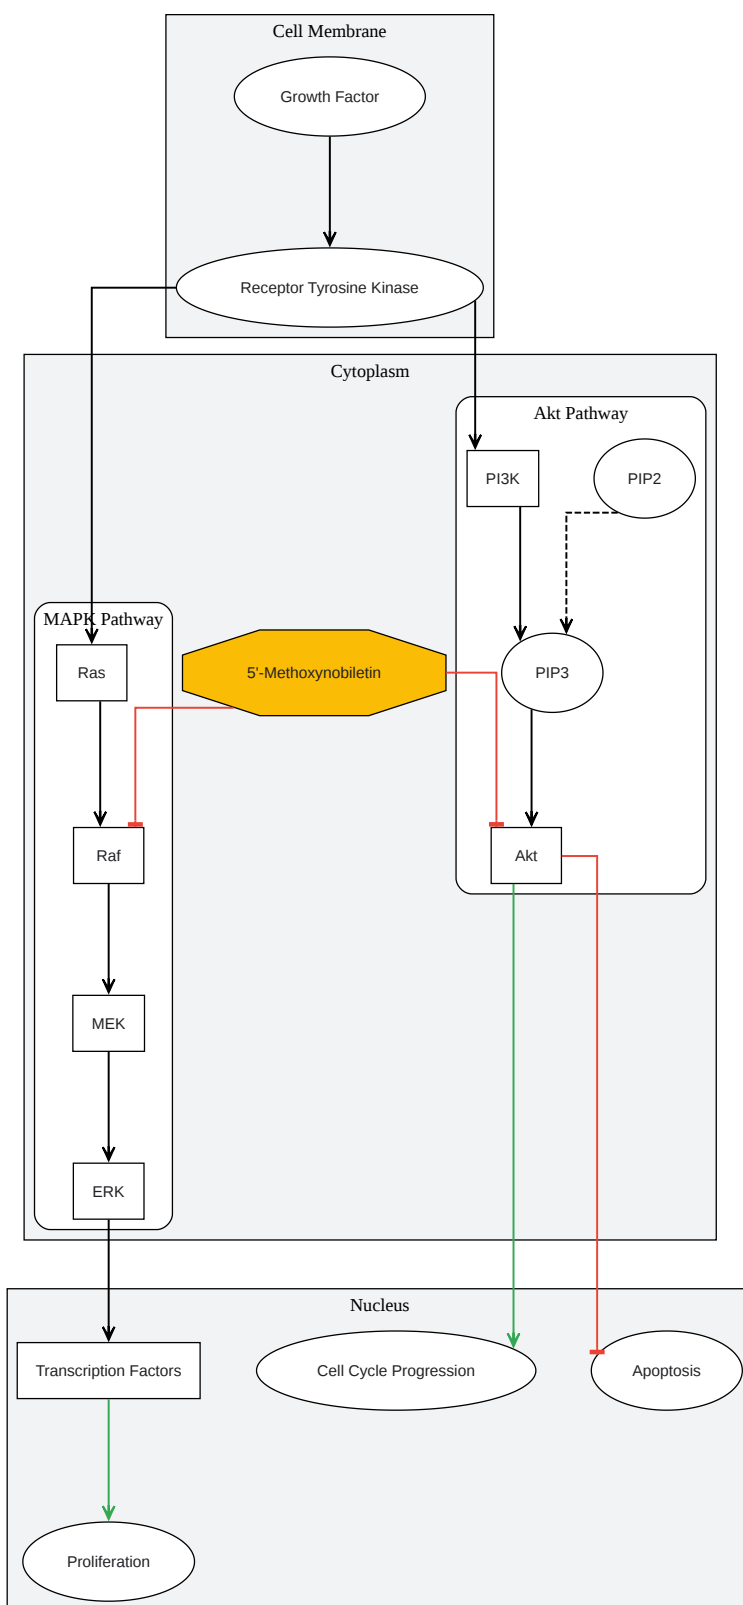 Cell Membrane
Growth Factor
Receptor Tyrosine Kinase
Cytoplasm
Akt Pathway
PI3K
PIP2
MAPK Pathway
Ras
5'-Methoxynobiletin
PIP3
Raf
Akt
MEK
ERK
Nucleus
Transcription Factors
Cell Cycle Progression
Apoptosis
Proliferation